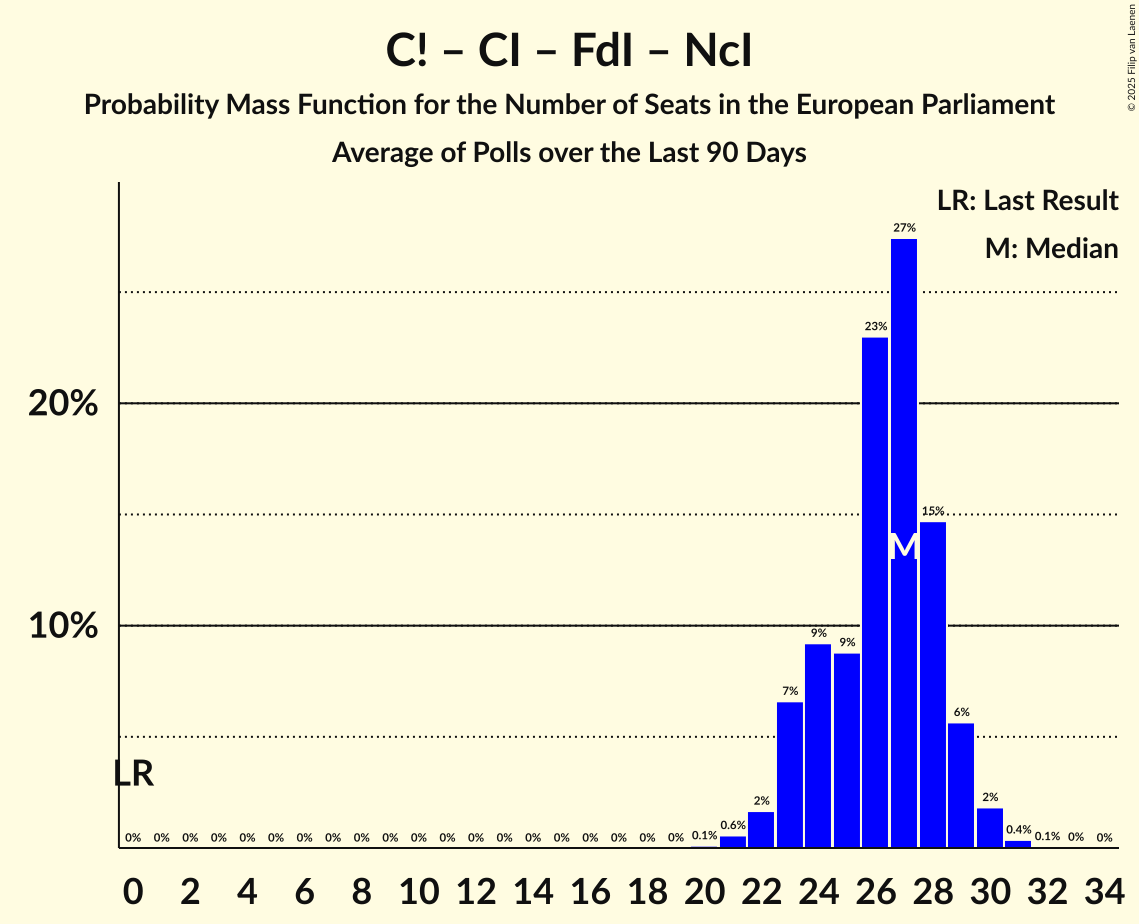 C! – CI – FdI – NcI
Probability Mass Function for the Number of Seats in the European Parliament
Average of Polls over the Last 90 Days
© 2025 Filip van Laenen
LR: Last Result
M: Median
27%
23%
20%
15%
M
10%
9%
9%
7%
6%
LR
2%
2%
0% 0% 0% 0% 0% 0% 0% 0% 0% 0% 0% 0% 0% 0% 0% 0% 0% 0% 0% 0% 0.1% 0.6% 0.4% 0.1% 0% 0%
0 2 4 6 8 10 12 14 16 18 20 22 24 26 28 30 32 34